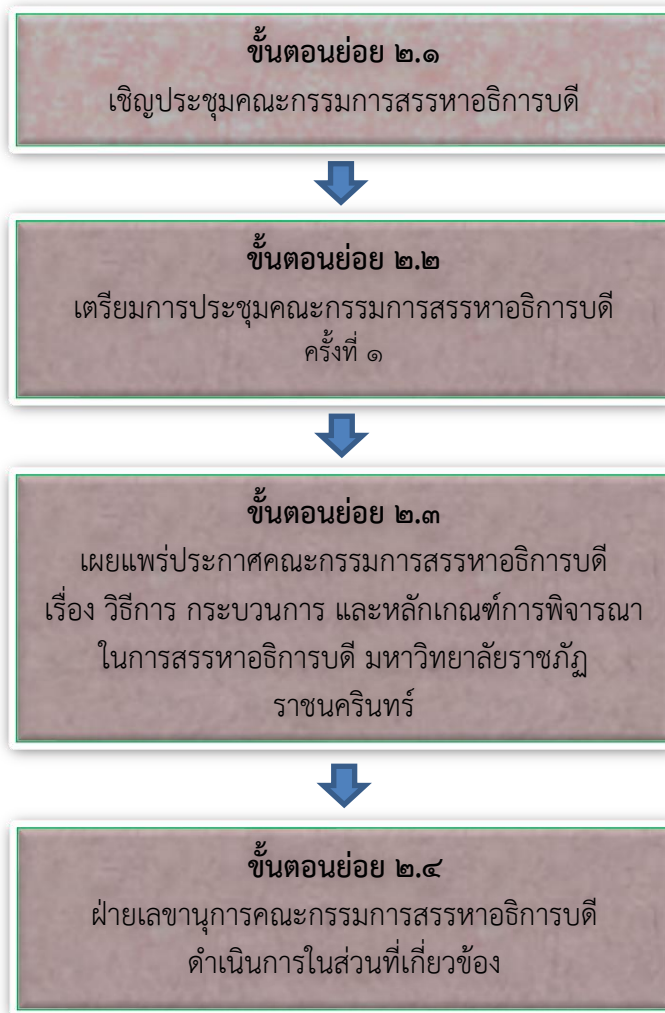 ขั้นตอนย่อย ๒.๑
เชิญประชุมคณะกรรมการสรรหาอธิการบดี
ขั้นตอนย่อย ๒.๒
เตรียมการประชุมคณะกรรมการสรรหาอธิการบดี
ครั้งที่ ๑
ขั้นตอนย่อย ๒.๓
เผยแพร่ประกาศคณะกรรมการสรรหาอธิการบดี
เรื่อง วิธีการ กระบวนการ และหลักเกณฑ์การพิจารณา
ในการสรรหาอธิการบดี มหาวิทยาลัยราชภัฏ
ราชนครินทร์
ขั้นตอนย่อย ๒.๔
ฝ่ายเลขานุการคณะกรรมการสรรหาอธิการบดี
ดำเนินการในส่วนที่เกี่ยวข้อง